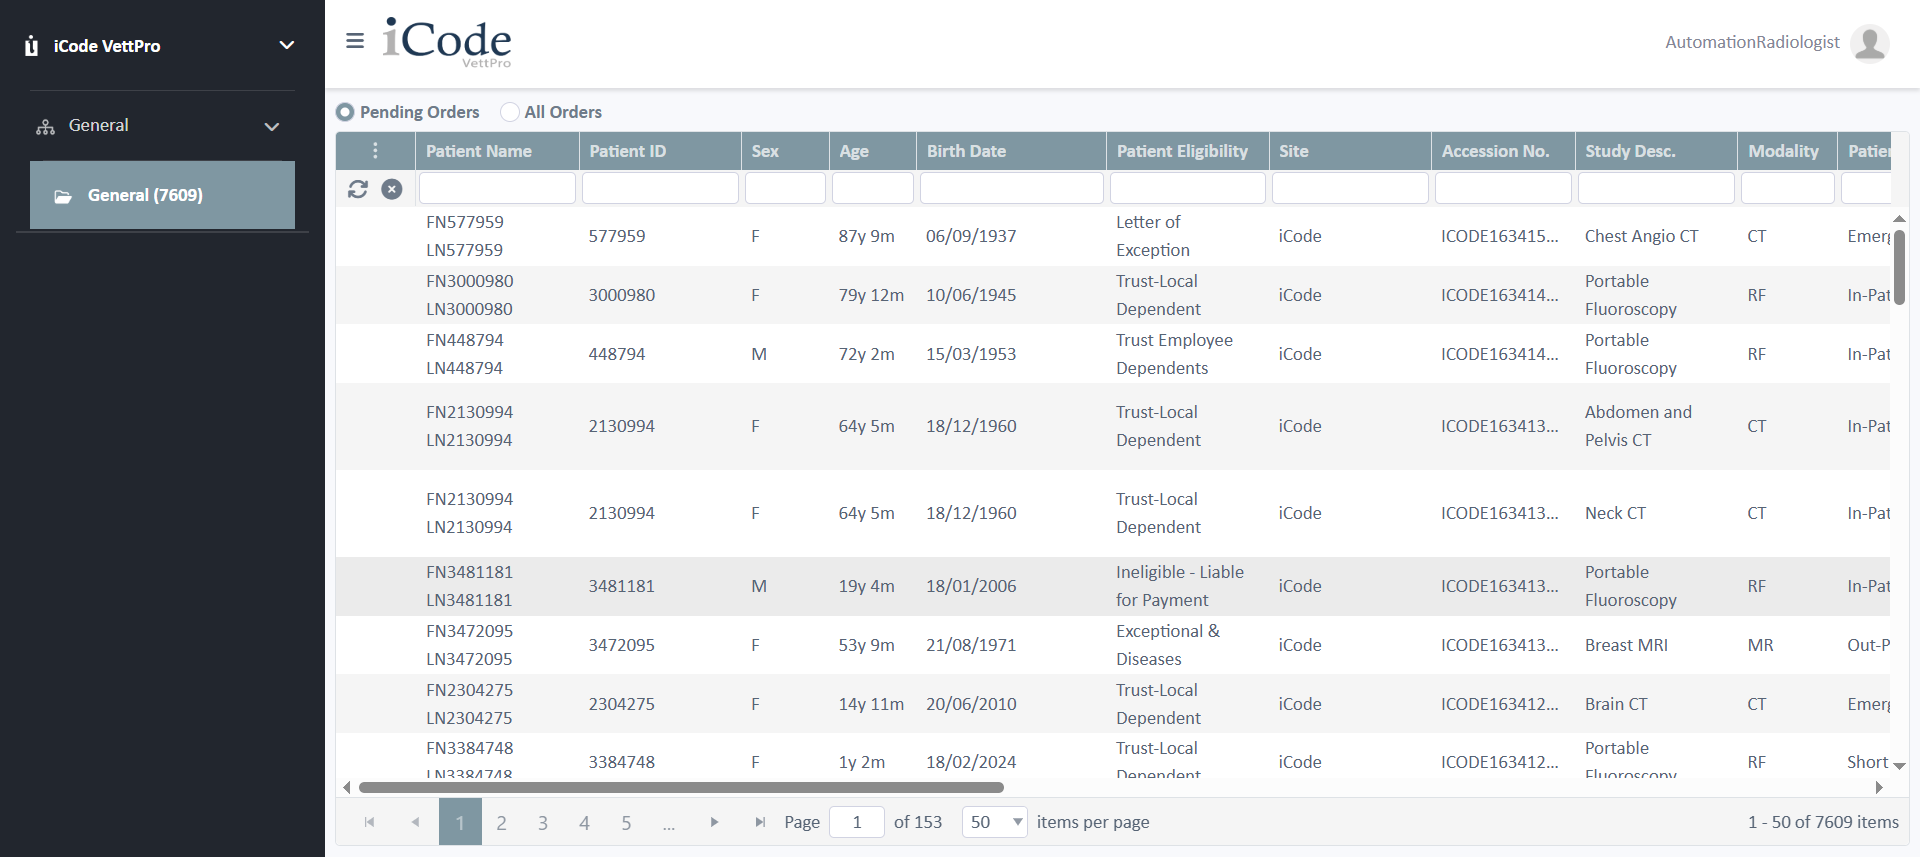 iCode VettPro
General
General (7609)
iCode
VettPro
AutomationRadiologist
Pending Orders All Orders
Patient Name Patient ID Sex Age Birth Date Patient Eligibility Site Accession No. Study Desc. Modality Patie
FN577959 LN577959 577959 F 87y 9m 06/09/1937 Letter of Exception iCode ICODE163415... Chest Angio CT CT Emerg
FN3000980 LN3000980 3000980 F 79y 12m 10/06/1945 Trust-Local Dependent iCode ICODE163414... Portable Fluoroscopy RF In-Pat
FN448794 LN448794 448794 M 72y 2m 15/03/1953 Trust Employee Dependents iCode ICODE163414... Portable Fluoroscopy RF In-Pat
FN2130994 LN2130994 2130994 F 64y 5m 18/12/1960 Trust-Local Dependent iCode ICODE163413... Abdomen and Pelvis CT CT In-Pat
FN2130994 LN2130994 2130994 F 64y 5m 18/12/1960 Trust-Local Dependent iCode ICODE163413... Neck CT CT In-Pat
FN3481181 LN3481181 3481181 M 19y 4m 18/01/2006 Ineligible - Liable for Payment iCode ICODE163413... Portable Fluoroscopy RF In-Pat
FN3472095 LN3472095 3472095 F 53y 9m 21/08/1971 Exceptional & Diseases iCode ICODE163413... Breast MRI MR Out-P
FN2304275 LN2304275 2304275 F 14y 11m 20/06/2010 Trust-Local Dependent iCode ICODE163412... Brain CT CT Emerg
FN3384748 LN3384748 3384748 F 1y 2m 18/02/2024 Trust-Local Dependent iCode ICODE163412... Portable Fluoroscopy RF Short
1 2 3 4 5 ... Page 1 of 153 50 items per page 1 - 50 of 7609 items